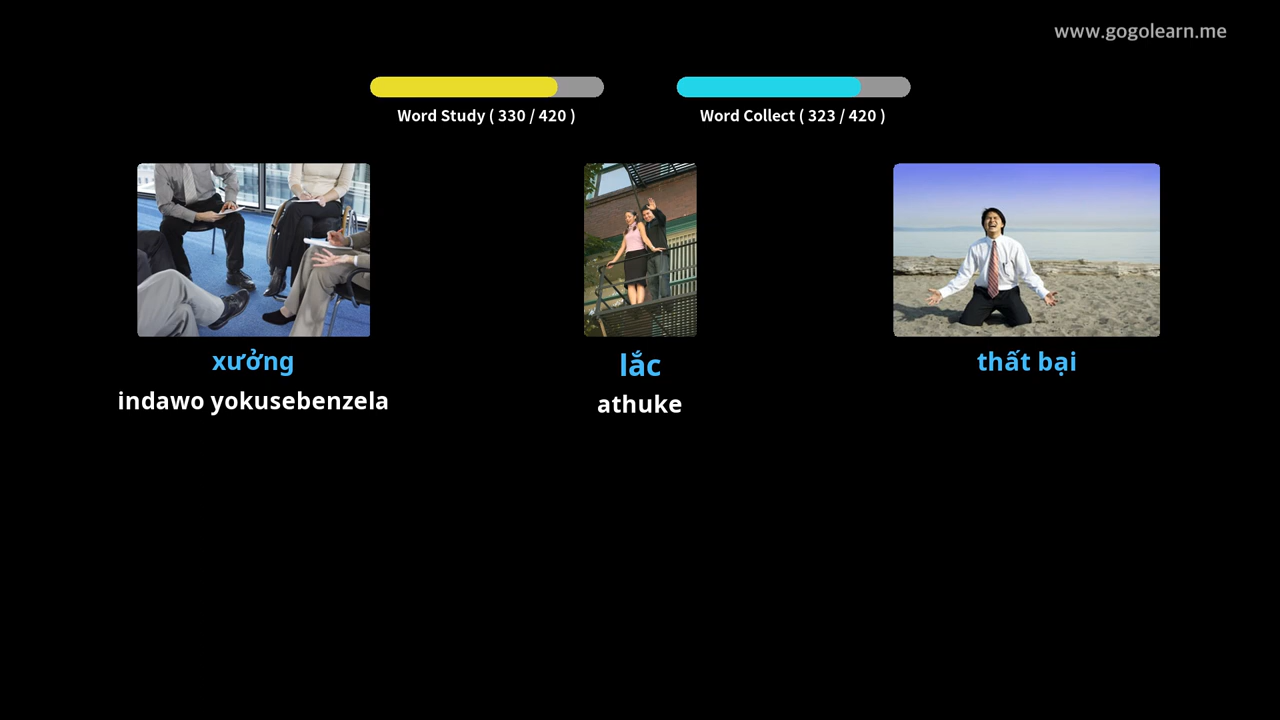 www.gogolearn.me
Word Study ( 330 / 420 )
Word Collect ( 323 / 420 )
xưởng
lắc
thất bại
indawo yokusebenzela
athuke